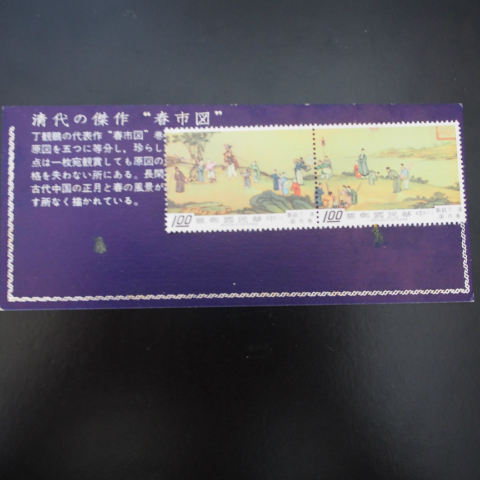 清代の傑作 “春市図”
丁観鵬の代表作 “春市図” 巻
原図を五つに等分し、珍らし
点は一枚宛観賞しても原図の
格を失わない所にある。長閑
古代中国の正月と春の風景が
す所なく描かれている。
1.00 中華民國郵票
1.00 中華民國郵票